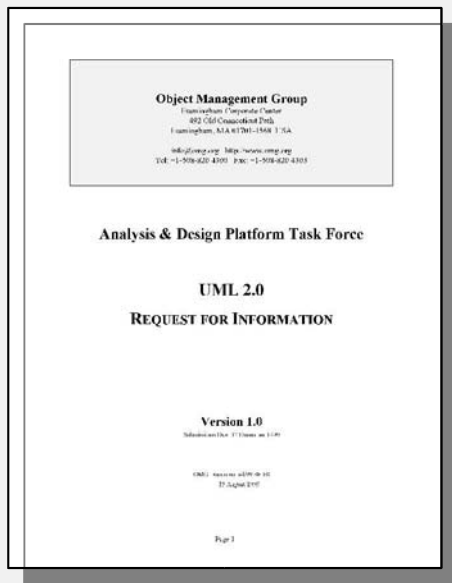 Object Management Group
Framingham Corporate Center
492 Old Connecticut Path
Framingham, MA 01701-4568 USA
Analysis & Design Platform Task Force
UML 2.0
REQUEST FOR INFORMATION
Version 1.0
Page 1